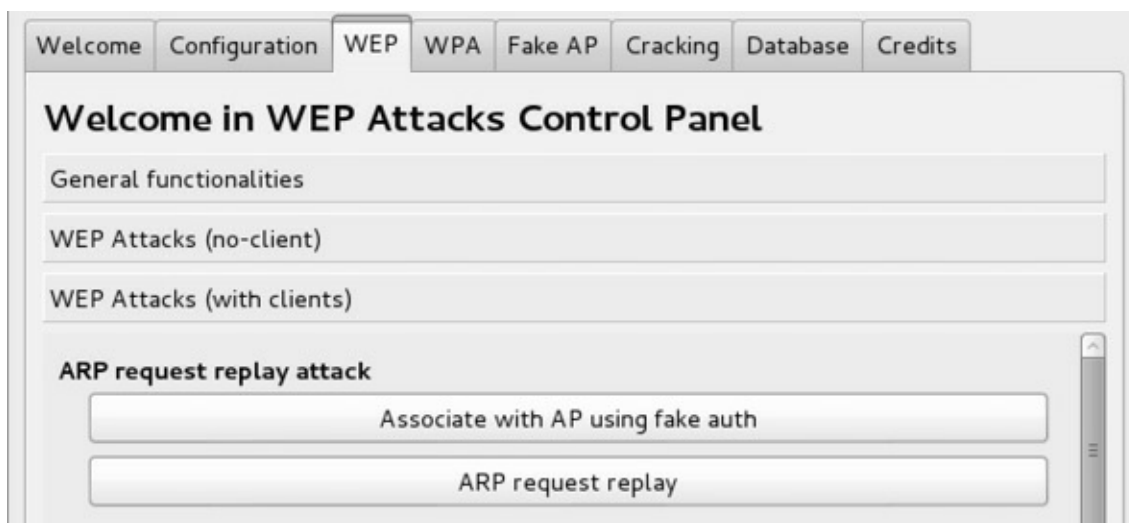 Welcome Configuration WEP WPA Fake AP Cracking Database Credits
Welcome in WEP Attacks Control Panel
General functionalities
WEP Attacks (no-client)
WEP Attacks (with clients)
ARP request replay attack
Associate with AP using fake auth
ARP request replay